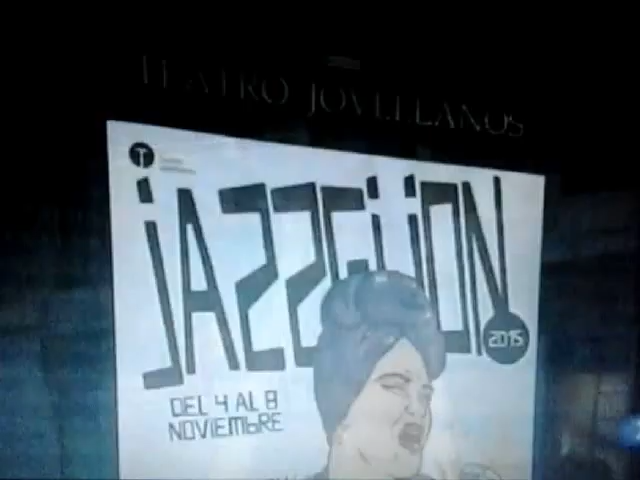 TEATRO JOVELLANOS
jAZZGijON
2015
DEL 4 AL 8
NOVIEMBRE